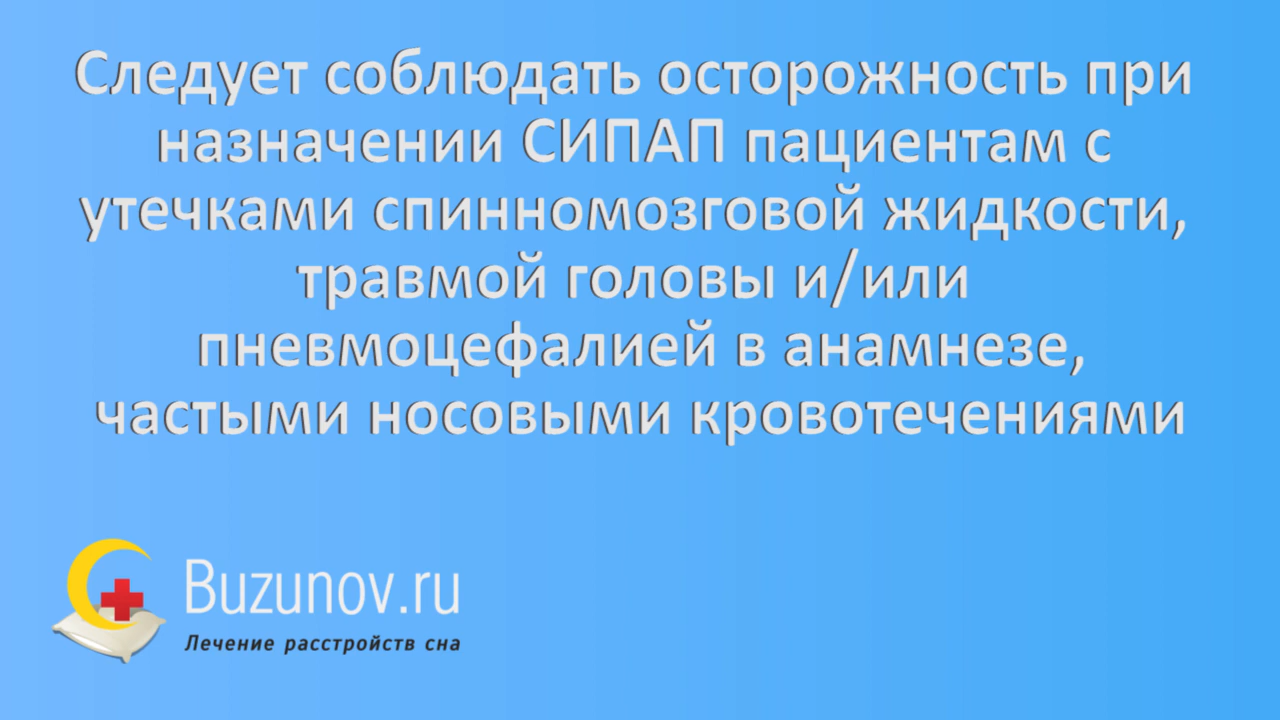 Следует соблюдать осторожность при
назначении СИПАП пациентам с
утечками спинномозговой жидкости,
травмой головы и/или
пневмоцефалией в анамнезе,
частыми носовыми кровотечениями
Buzunov.ru
Лечение расстройств сна